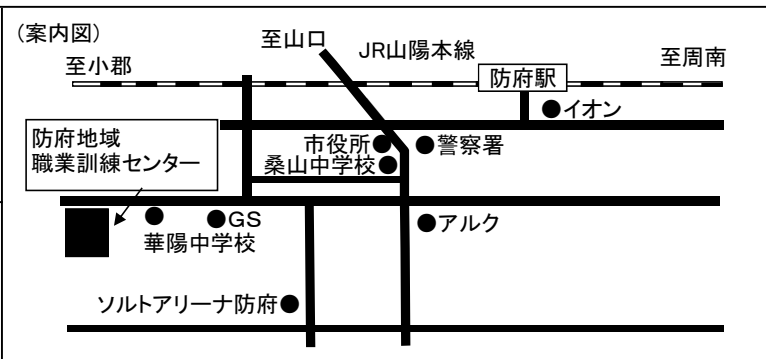 (案内図)
至山口
JR山陽本線
至周南
至小郡
防府駅
●イオン
防府地域
職業訓練センター
市役所●
●警察署
桑山中学校●
●GS
華陽中学校
●アルク
ソルトアリーナ防府●